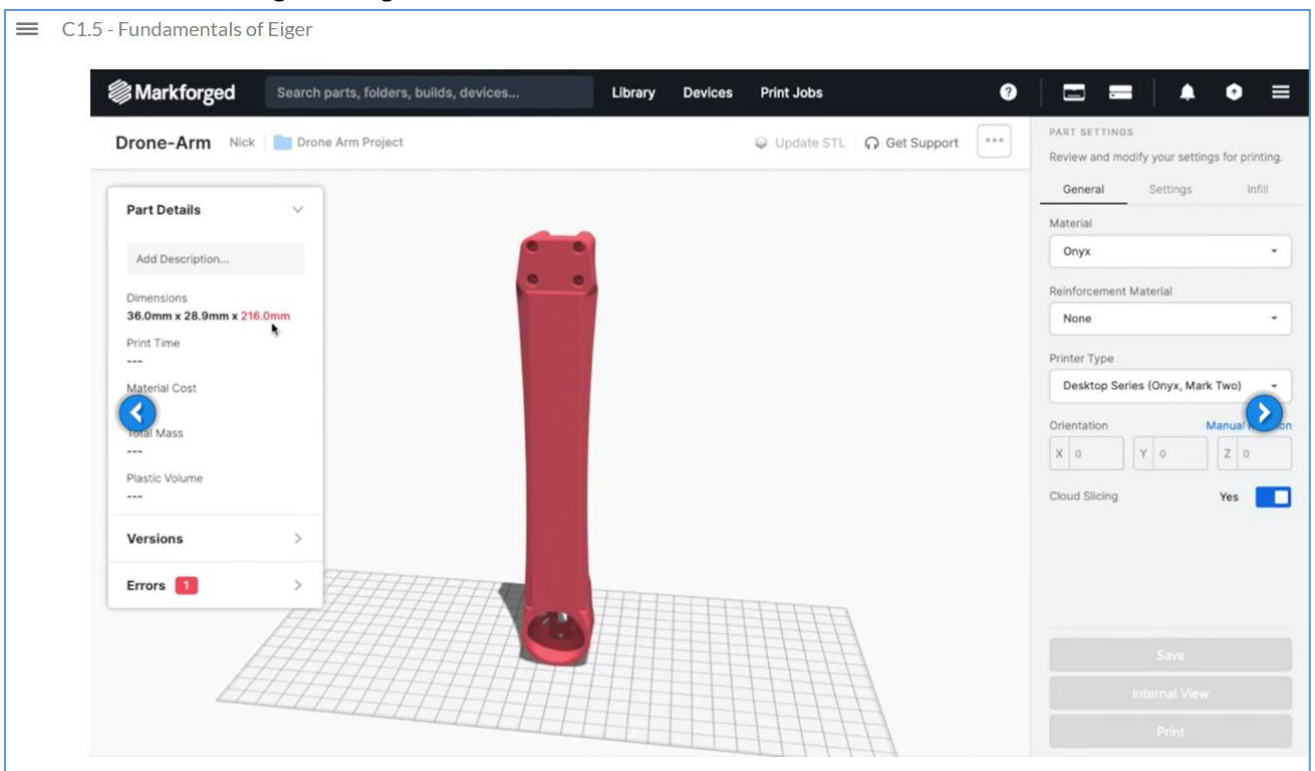 C1.5 - Fundamentals of Eiger
Markforged
Search parts, folders, builds, devices...
Library
Devices
Print Jobs
Drone-Arm
Nick
Drone Arm Project
Update STL
Get Support
PART SETTINGS
Review and modify your settings for printing.
General
Settings
Infill
Part Details
Add Description...
Dimensions
36.0mm x 28.9mm x 216.0mm
Print Time
---
Material Cost
Total Mass
---
Plastic Volume
---
Versions
Errors 1
Material
Onyx
Reinforcement Material
None
Printer Type
Desktop Series (Onyx, Mark Two)
Orientation
Manual
X 0
Y 0
Z 0
Cloud Slicing
Yes
Save
Internal View
Print